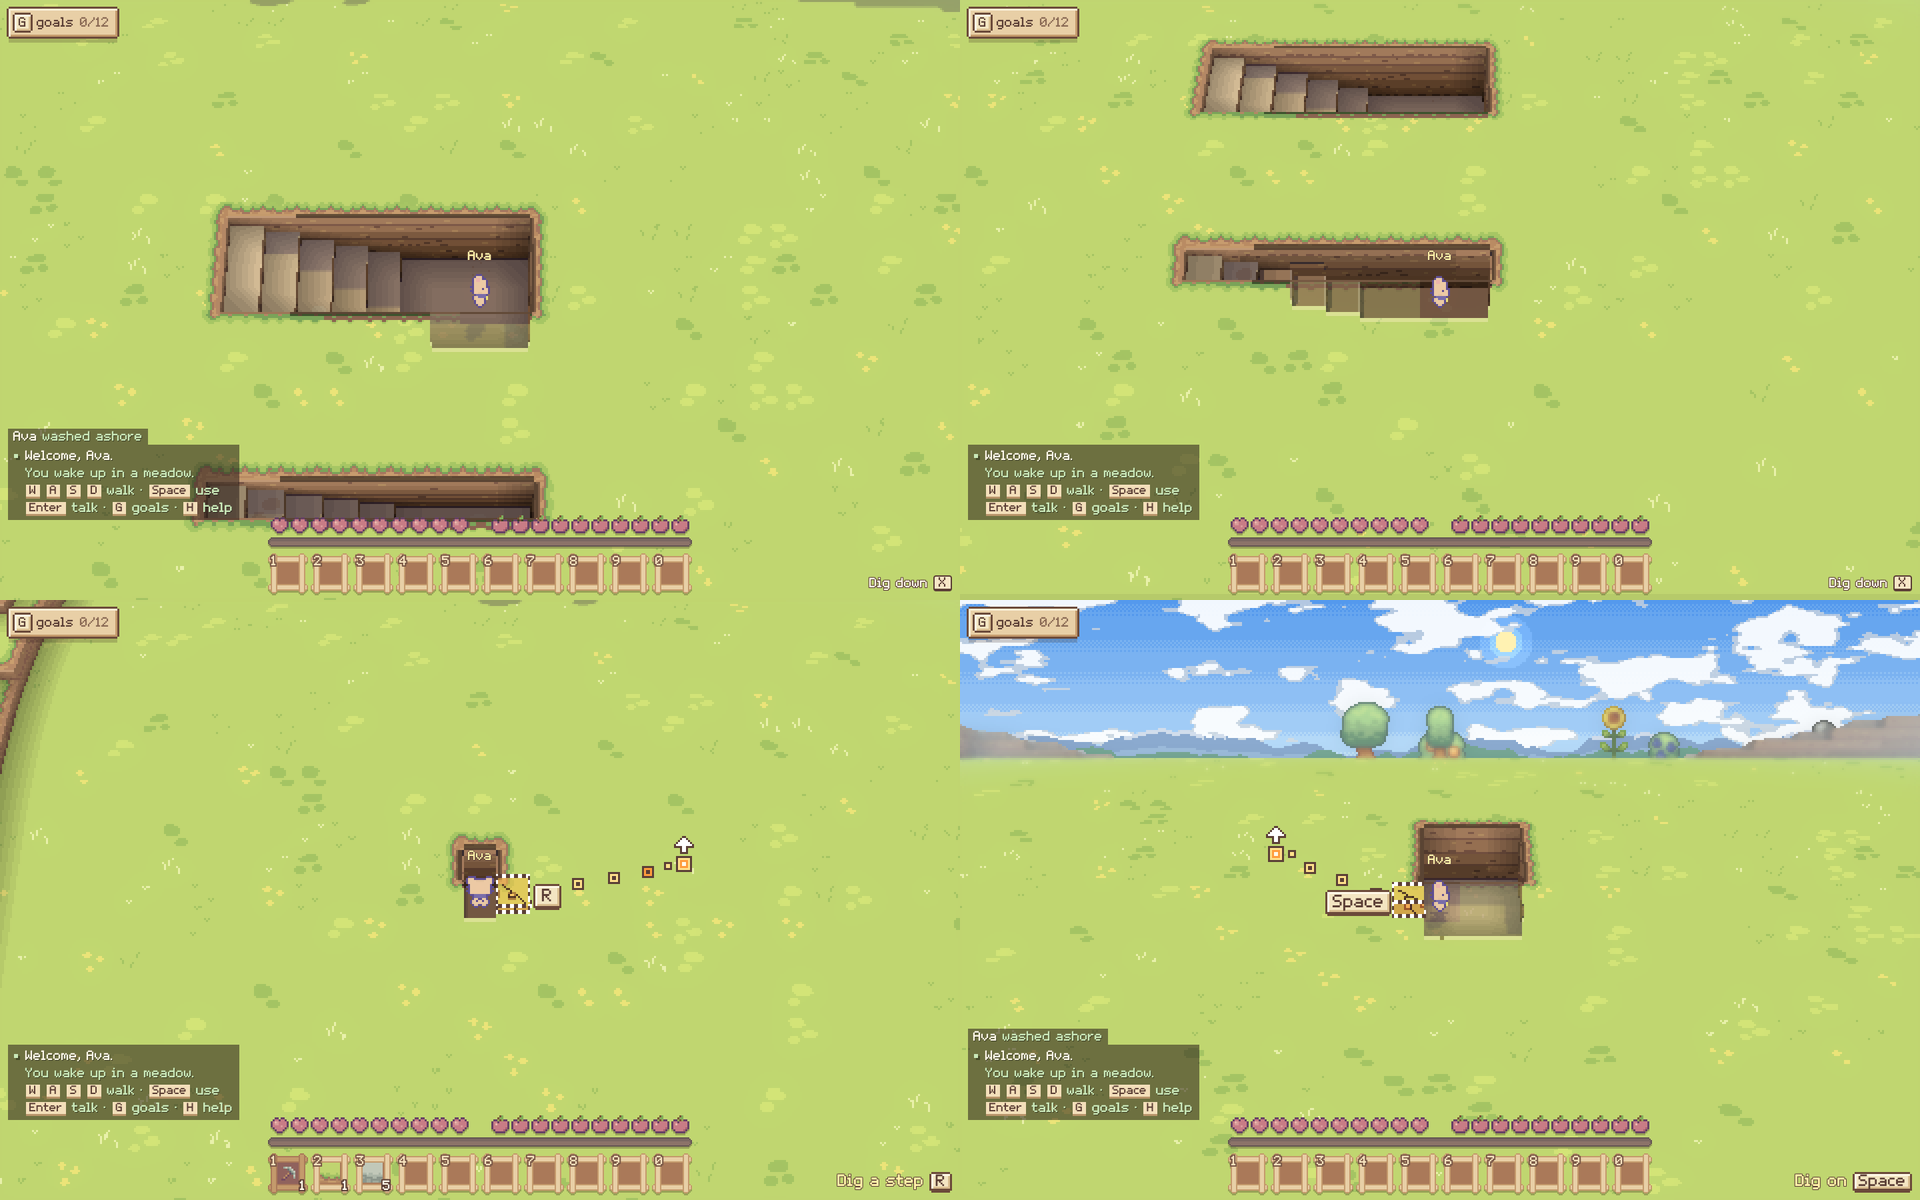 G goals 0/12
Ava
Ava washed ashore
Welcome, Ava.
You wake up in a meadow.
W A S D walk · Space use
Enter talk · G goals · H help
1 2 3 4 5 6 7 8 9 0
Dig down X
G goals 0/12
Ava
Welcome, Ava.
You wake up in a meadow.
W A S D walk · Space use
Enter talk · G goals · H help
1 2 3 4 5 6 7 8 9 0
Dig down X
G goals 0/12
Ava
R
Welcome, Ava.
You wake up in a meadow.
W A S D walk · Space use
Enter talk · G goals · H help
1 2 3 4 5 6 7 8 9 0
1 1 5
Dig a step R
G goals 0/12
Ava
Space
Ava washed ashore
Welcome, Ava.
You wake up in a meadow.
W A S D walk · Space use
Enter talk · G goals · H help
1 2 3 4 5 6 7 8 9 0
Dig on Space